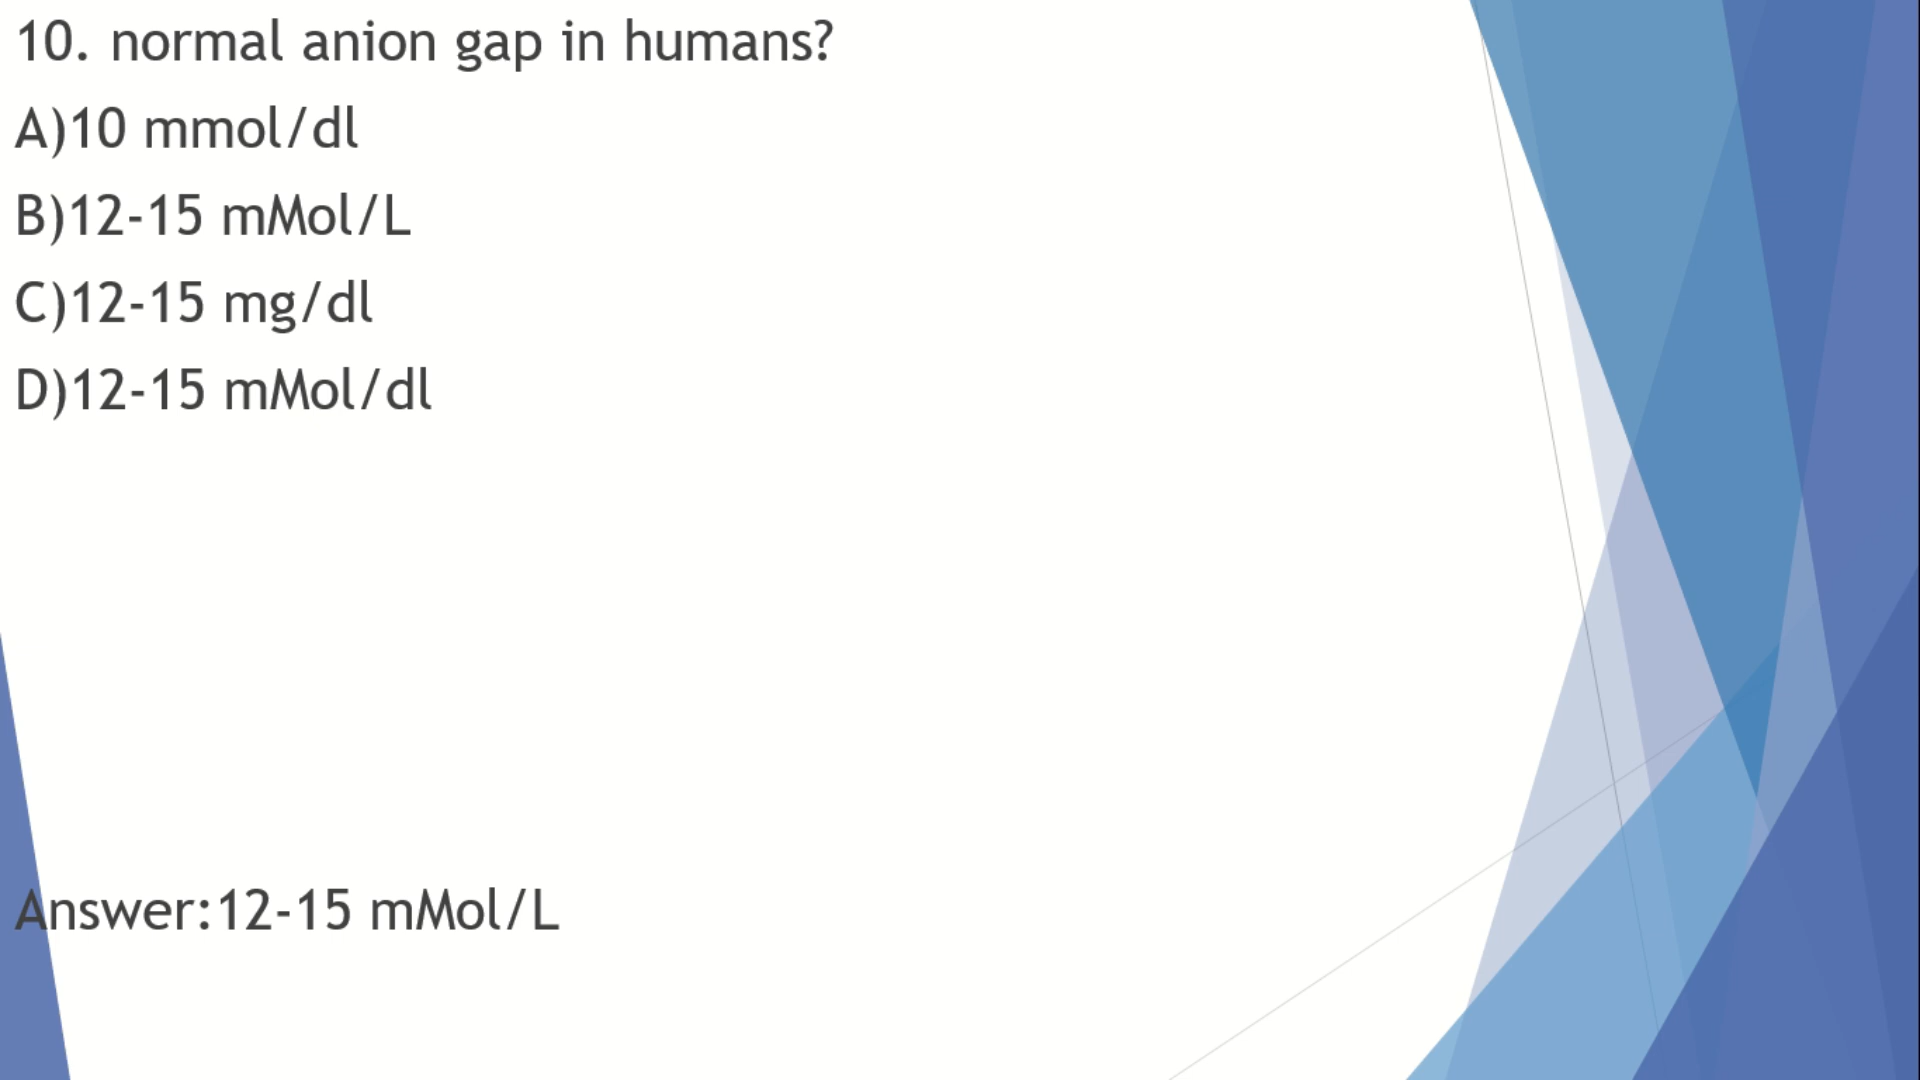 10. normal anion gap in humans?
A)10 mmol/dl
B)12-15 mMol/L
C)12-15 mg/dl
D)12-15 mMol/dl
Answer:12-15 mMol/L